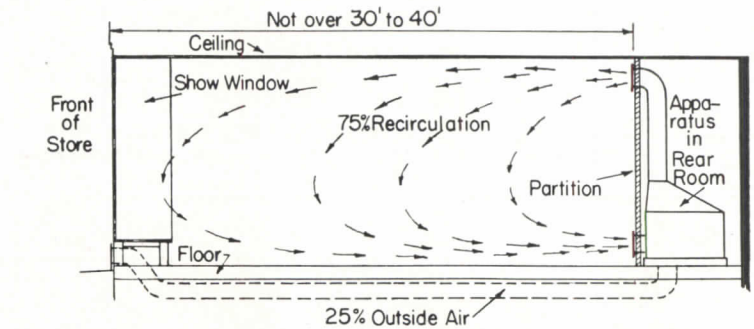 Not over 30' to 40'
Ceiling
Show Window
Front
of
Store
75% Recirculation
Appa-
ratus
in
Rear
Room
Partition
Floor
25% Outside Air